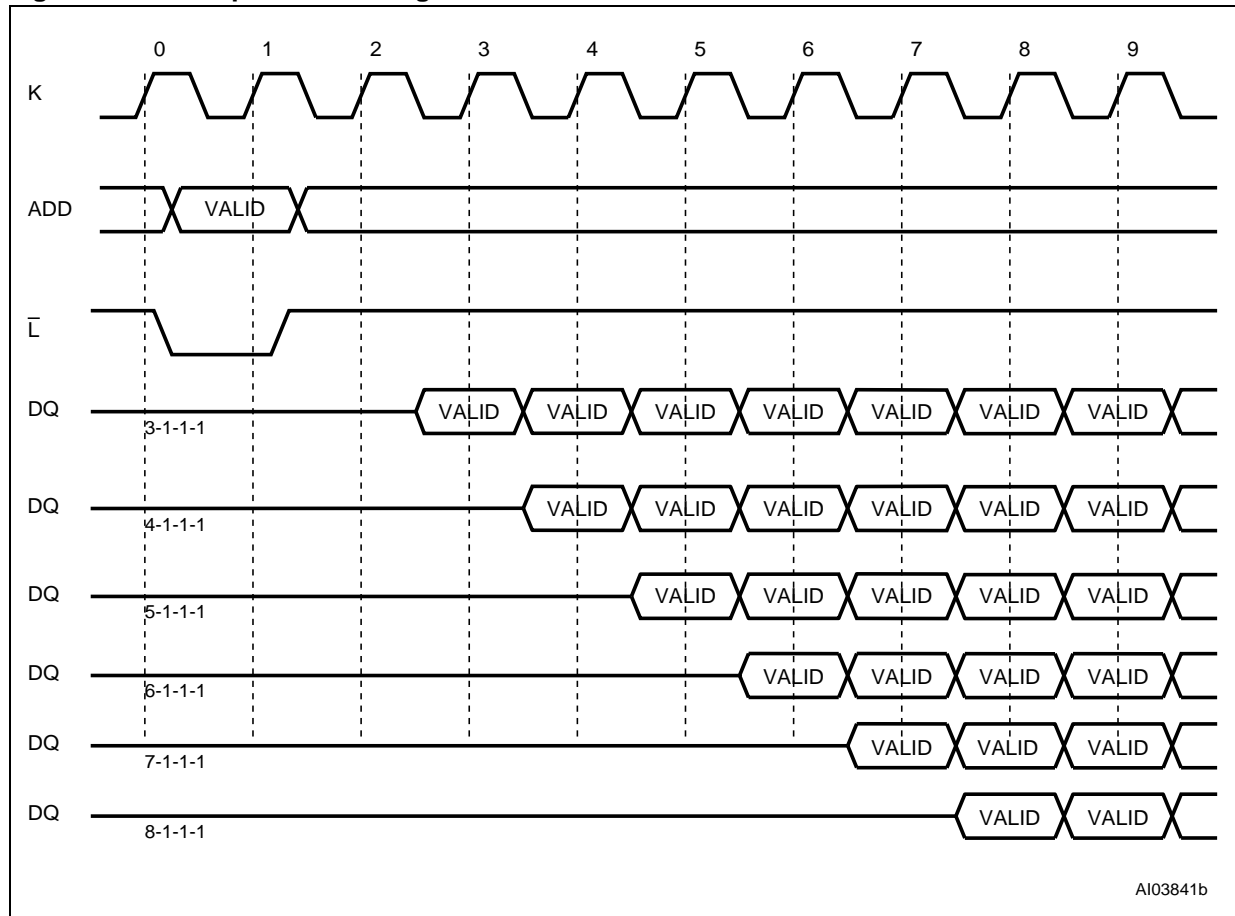 0 1 2 3 4 5 6 7 8 9
K
ADD VALID
L̅
DQ VALID VALID VALID VALID VALID VALID VALID
3-1-1-1
DQ VALID VALID VALID VALID VALID VALID
4-1-1-1
DQ VALID VALID VALID VALID VALID
5-1-1-1
DQ VALID VALID VALID VALID
6-1-1-1
DQ VALID VALID VALID
7-1-1-1
DQ VALID VALID
8-1-1-1
AI03841b